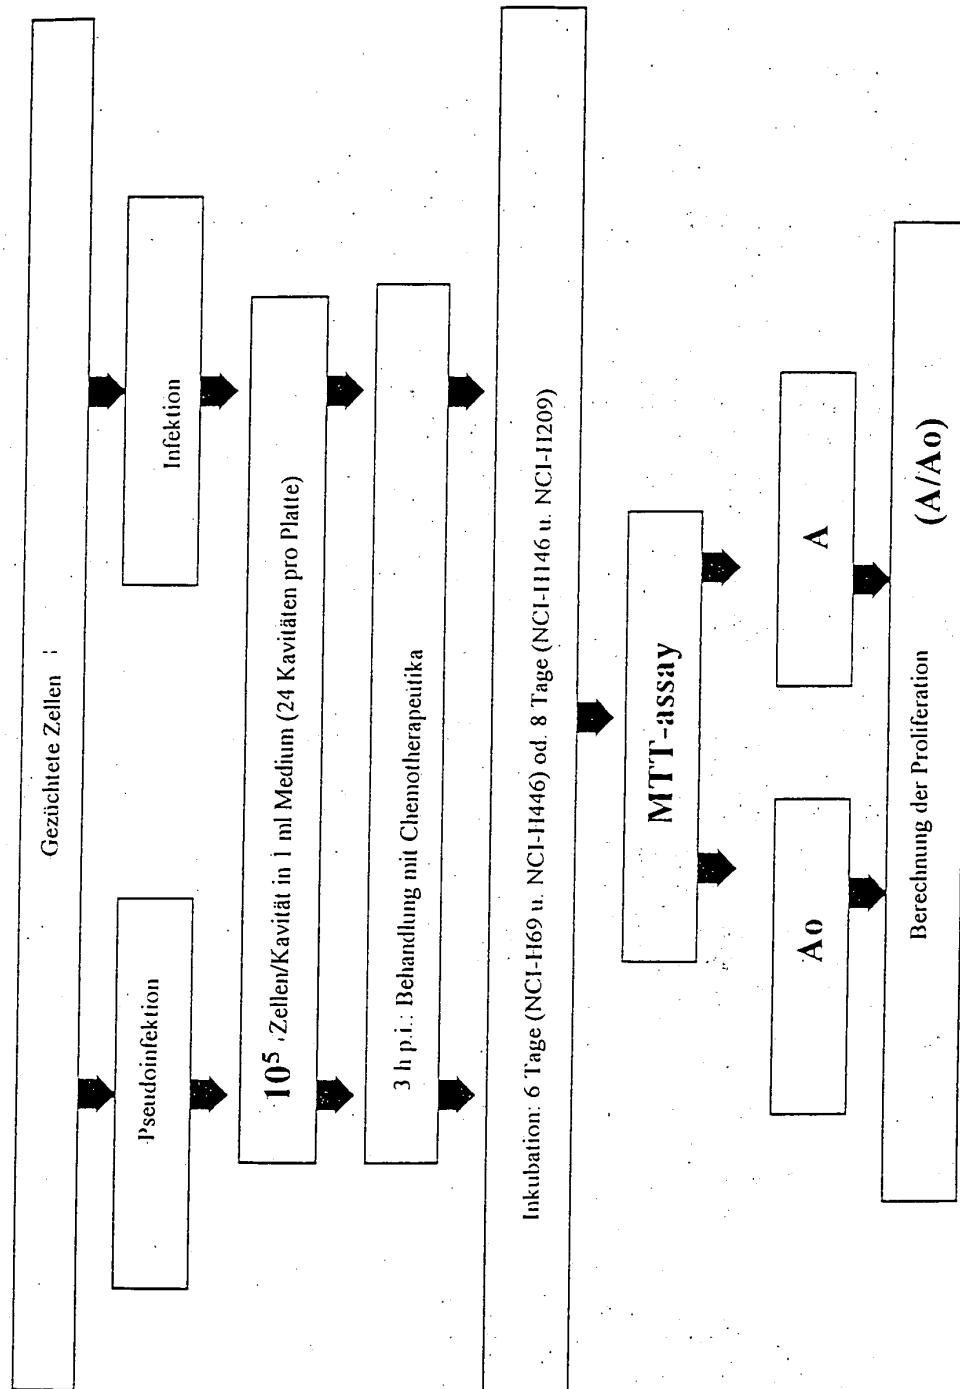 Gezüchtete Zellen
Pseudoinfektion
Infektion
10⁵ Zellen/Kavität in 1 ml Medium (24 Kavitäten pro Platte)
3 h p.i.: Behandlung mit Chemotherapeutika
Inkubation: 6 Tage (NCI-H69 u. NCI-H446) od. 8 Tage (NCI-H146 u. NCI-H209)
MTT-assay
Ao
A
Berechnung der Proliferation (A/Ao)